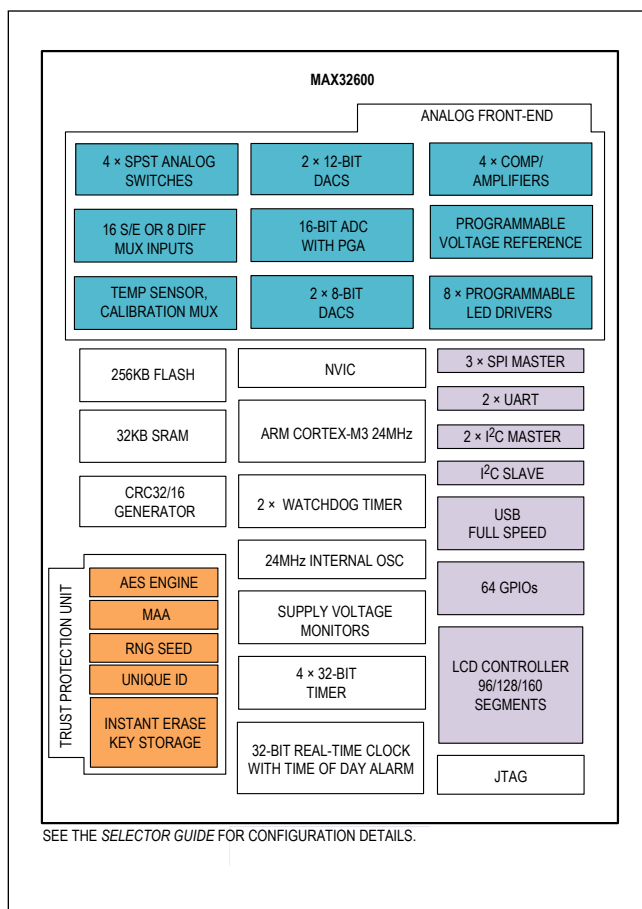 MAX32600
ANALOG FRONT-END
4 × SPST ANALOG
SWITCHES
2 × 12-BIT
DACS
4 × COMP/
AMPLIFIERS
16 S/E OR 8 DIFF
MUX INPUTS
16-BIT ADC
WITH PGA
PROGRAMMABLE
VOLTAGE REFERENCE
TEMP SENSOR,
CALIBRATION MUX
2 × 8-BIT
DACS
8 × PROGRAMMABLE
LED DRIVERS
256KB FLASH
32KB SRAM
CRC32/16
GENERATOR
TRUST PROTECTION UNIT
AES ENGINE
MAA
RNG SEED
UNIQUE ID
INSTANT ERASE
KEY STORAGE
NVIC
ARM CORTEX-M3 24MHz
2 × WATCHDOG TIMER
24MHz INTERNAL OSC
SUPPLY VOLTAGE
MONITORS
4 × 32-BIT
TIMER
32-BIT REAL-TIME CLOCK
WITH TIME OF DAY ALARM
3 × SPI MASTER
2 × UART
2 × I²C MASTER
I²C SLAVE
USB
FULL SPEED
64 GPIOs
LCD CONTROLLER
96/128/160
SEGMENTS
JTAG
SEE THE SELECTOR GUIDE FOR CONFIGURATION DETAILS.